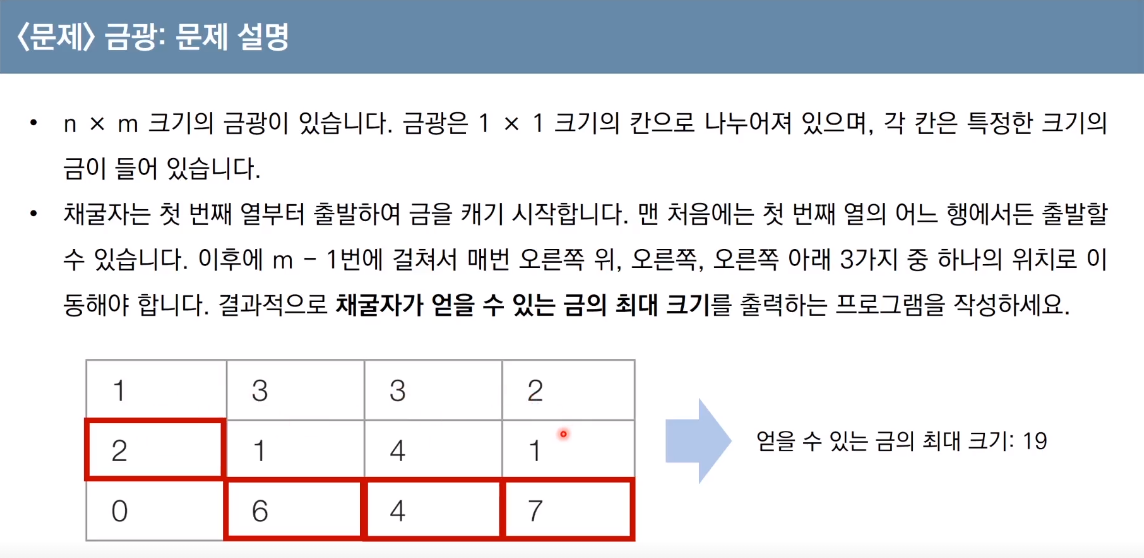 〈문제〉 금광: 문제 설명
• n × m 크기의 금광이 있습니다. 금광은 1 × 1 크기의 칸으로 나누어져 있으며, 각 칸은 특정한 크기의
금이 들어 있습니다.
• 채굴자는 첫 번째 열부터 출발하여 금을 캐기 시작합니다. 맨 처음에는 첫 번째 열의 어느 행에서든 출발할
수 있습니다. 이후에 m - 1번에 걸쳐서 매번 오른쪽 위, 오른쪽, 오른쪽 아래 3가지 중 하나의 위치로 이
동해야 합니다. 결과적으로 채굴자가 얻을 수 있는 금의 최대 크기를 출력하는 프로그램을 작성하세요.
1 3 3 2
2 1 4 1
0 6 4 7
얻을 수 있는 금의 최대 크기: 19